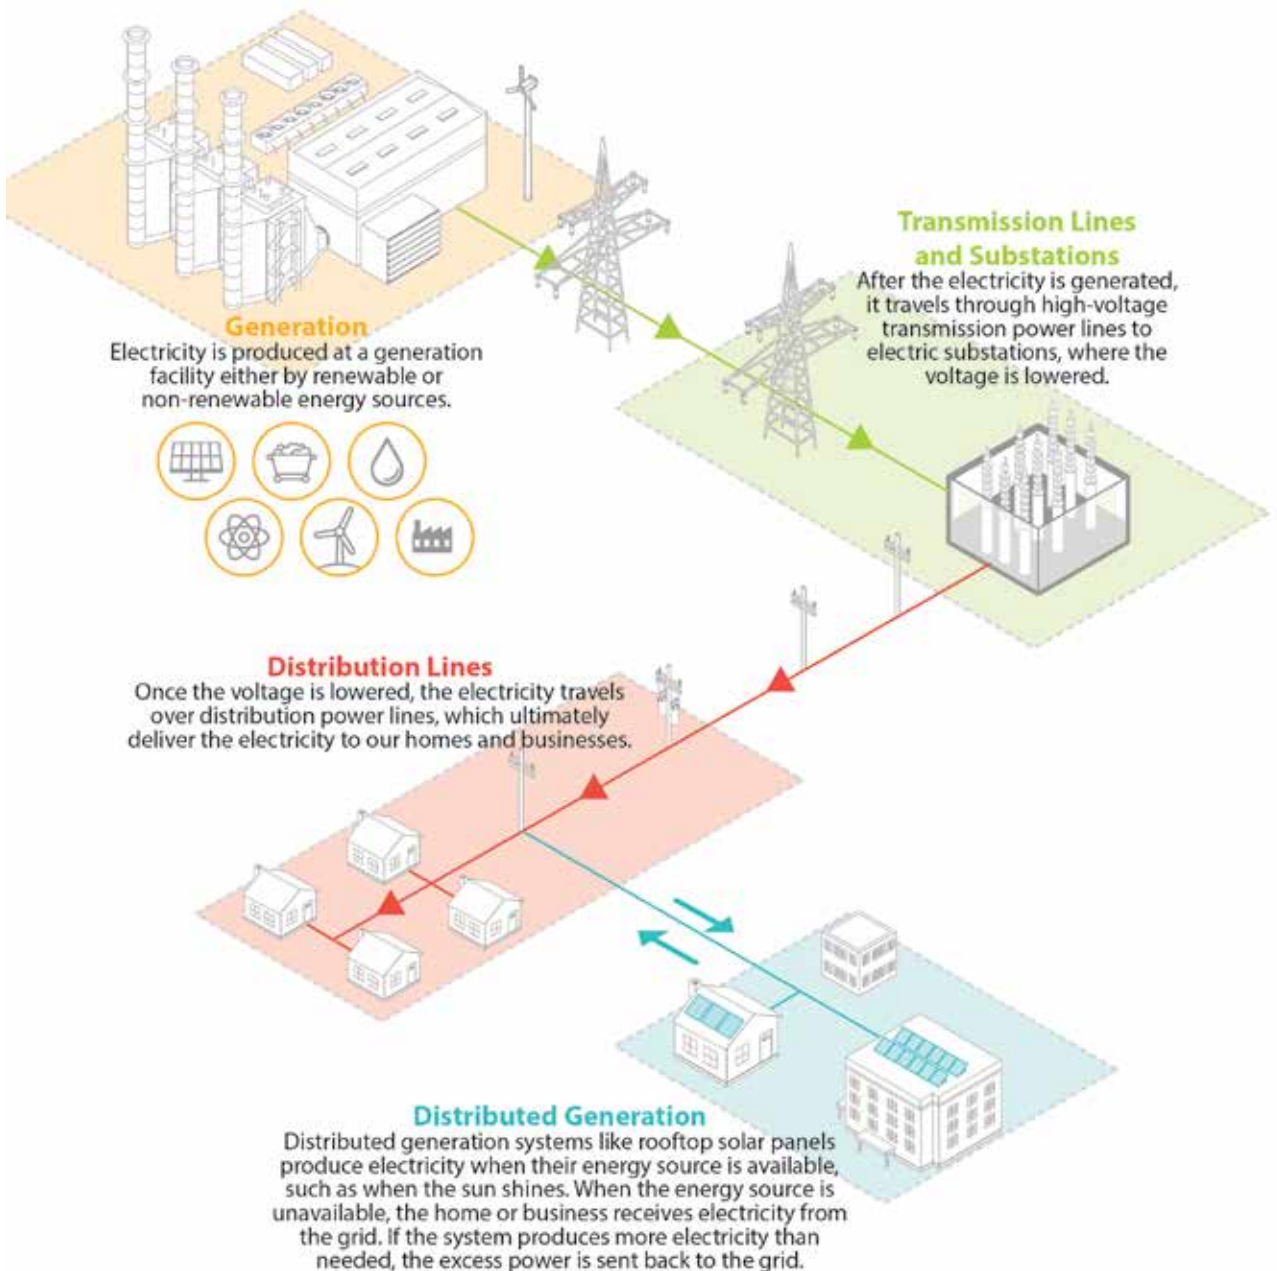 Generation
Electricity is produced at a generation
facility either by renewable or
non-renewable energy sources.
Transmission Lines
and Substations
After the electricity is generated,
it travels through high-voltage
transmission power lines to
electric substations, where the
voltage is lowered.
Distribution Lines
Once the voltage is lowered, the electricity travels
over distribution power lines, which ultimately
deliver the electricity to our homes and businesses.
Distributed Generation
Distributed generation systems like rooftop solar panels
produce electricity when their energy source is available,
such as when the sun shines. When the energy source is
unavailable, the home or business receives electricity from
the grid. If the system produces more electricity than
needed, the excess power is sent back to the grid.